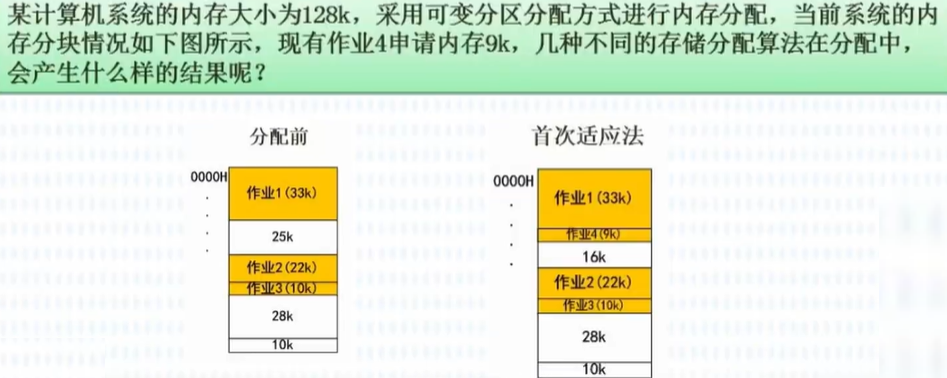 某计算机系统的内存大小为128k，采用可变分区分配方式进行内存分配，当前系统的内
存分块情况如下图所示，现有作业4申请内存9k，几种不同的存储分配算法在分配中，
会产生什么样的结果呢？
分配前
0000H
作业1(33k)
25k
作业2(22k)
作业3(10k)
28k
10k
首次适应法
0000H
作业1(33k)
作业4(9k)
16k
作业2(22k)
作业3(10k)
28k
10k